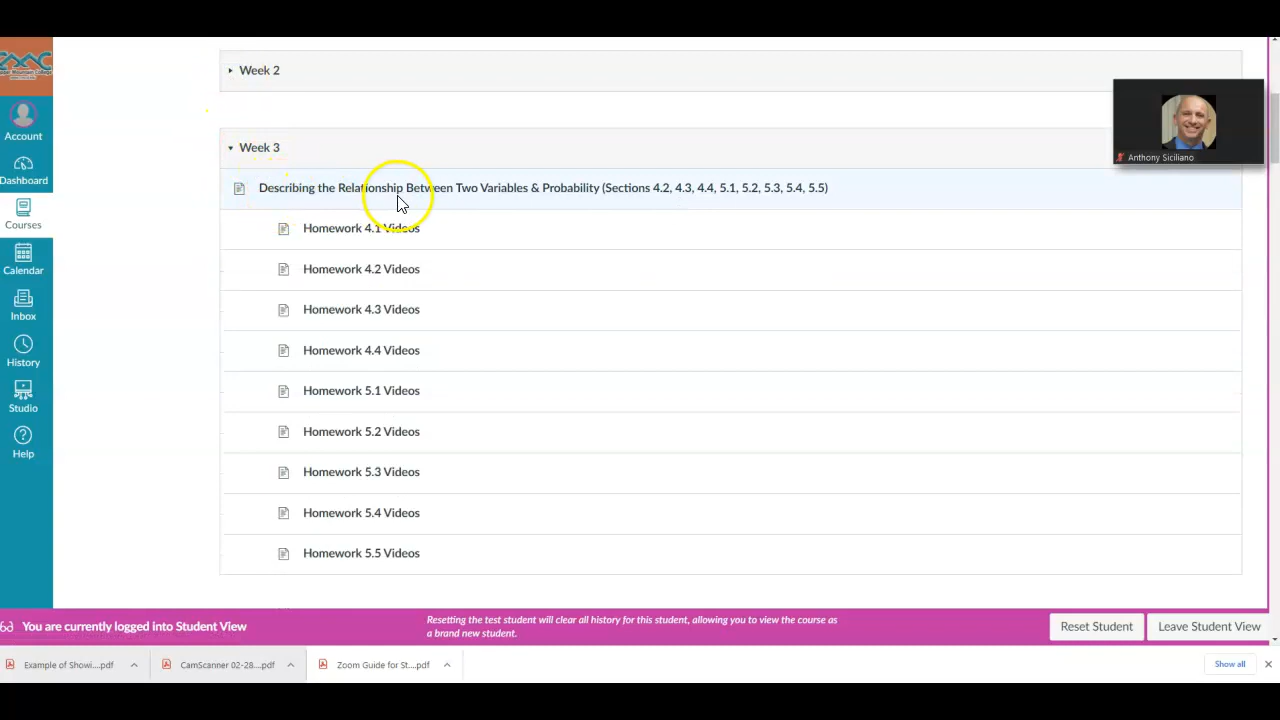 Week 2
Week 3
Describing the Relationship Between Two Variables & Probability (Sections 4.2, 4.3, 4.4, 5.1, 5.2, 5.3, 5.4, 5.5)
Homework 4.1 Videos
Homework 4.2 Videos
Homework 4.3 Videos
Homework 4.4 Videos
Homework 5.1 Videos
Homework 5.2 Videos
Homework 5.3 Videos
Homework 5.4 Videos
Homework 5.5 Videos
Anthony Siciliano
Account
Dashboard
Courses
Calendar
Inbox
History
Studio
Help
You are currently logged into Student View
Resetting the test student will clear all history for this student, allowing you to view the course as
a brand new student.
Reset Student
Leave Student View
Example of Showi....pdf
CamScanner 02-28....pdf
Zoom Guide for St....pdf
Show all